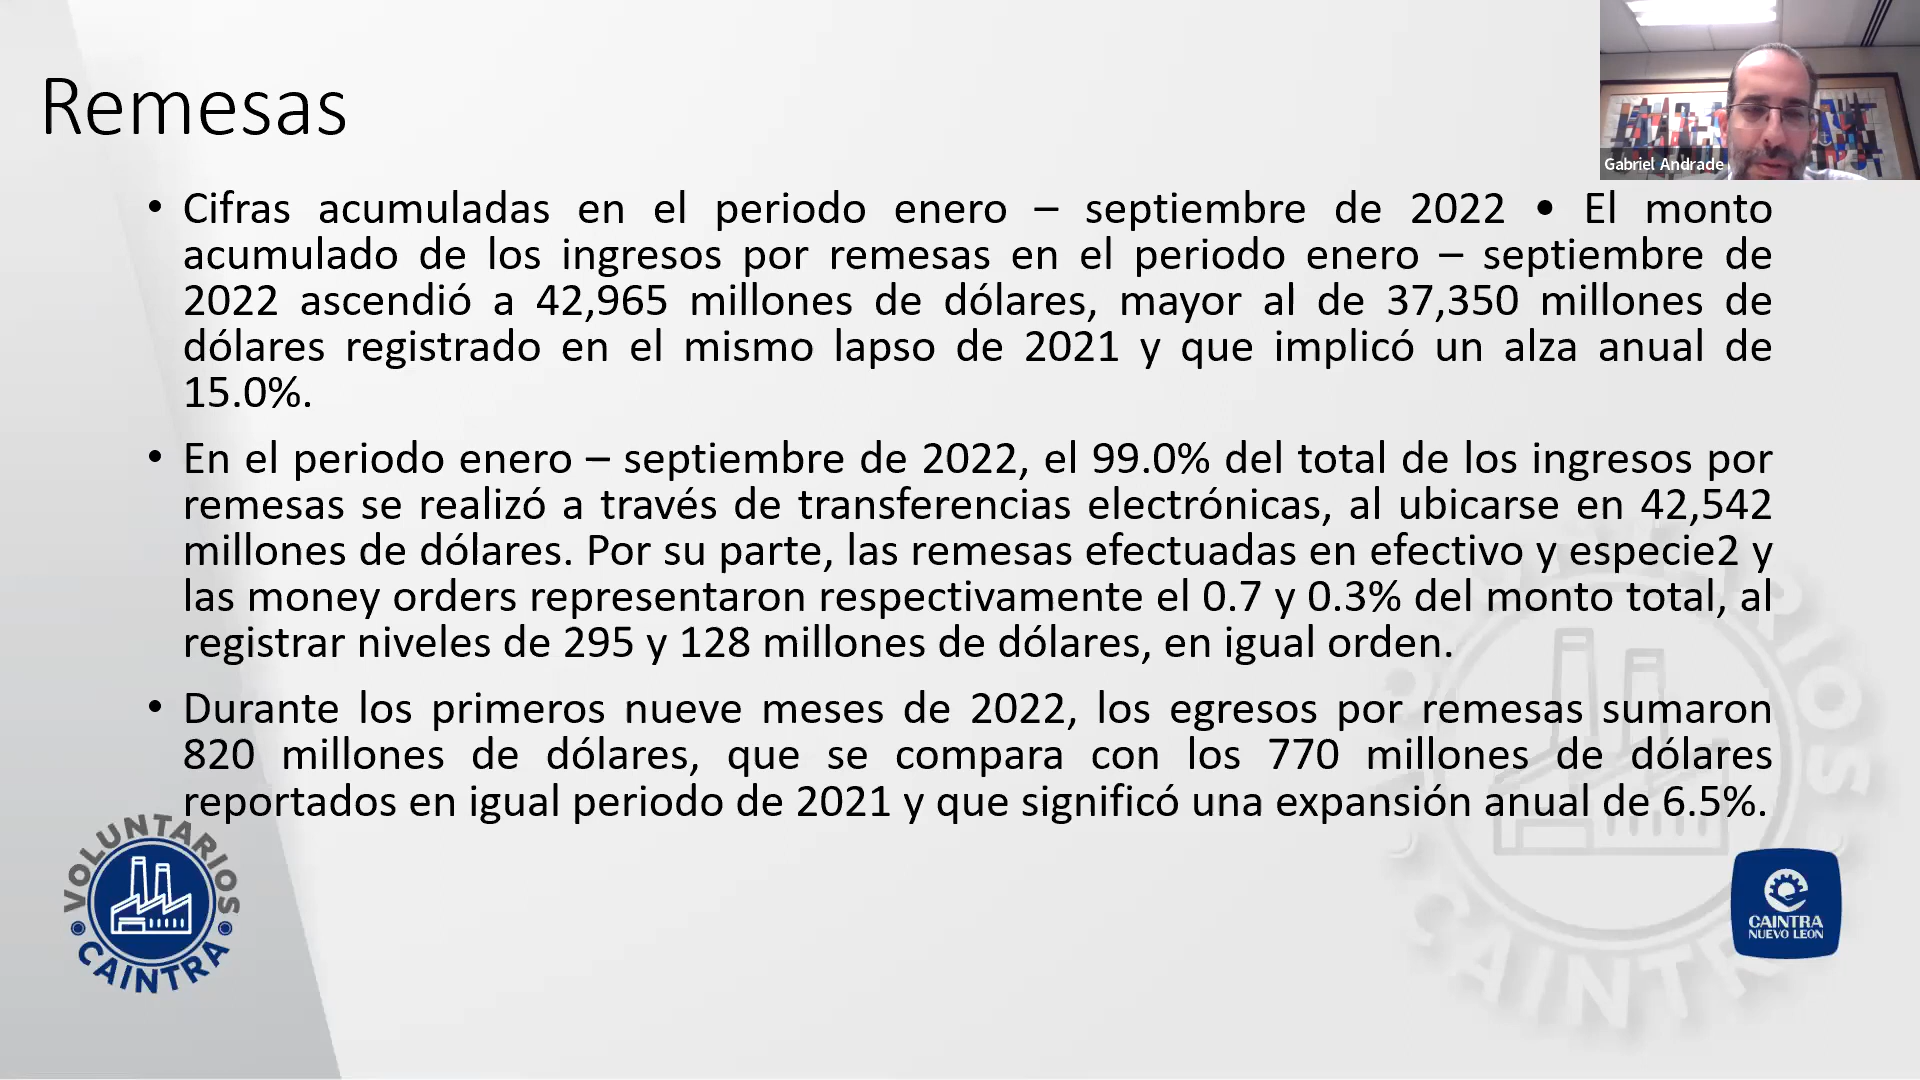 Remesas
Gabriel Andrade
• Cifras acumuladas en el periodo enero – septiembre de 2022 • El monto
acumulado de los ingresos por remesas en el periodo enero – septiembre de
2022 ascendió a 42,965 millones de dólares, mayor al de 37,350 millones de
dólares registrado en el mismo lapso de 2021 y que implicó un alza anual de
15.0%.
• En el periodo enero – septiembre de 2022, el 99.0% del total de los ingresos por
remesas se realizó a través de transferencias electrónicas, al ubicarse en 42,542
millones de dólares. Por su parte, las remesas efectuadas en efectivo y especie2 y
las money orders representaron respectivamente el 0.7 y 0.3% del monto total, al
registrar niveles de 295 y 128 millones de dólares, en igual orden.
• Durante los primeros nueve meses de 2022, los egresos por remesas sumaron
820 millones de dólares, que se compara con los 770 millones de dólares
reportados en igual periodo de 2021 y que significó una expansión anual de 6.5%.
VOLUNTARIOS
CAINTRA
CAINTRA
NUEVO LEON